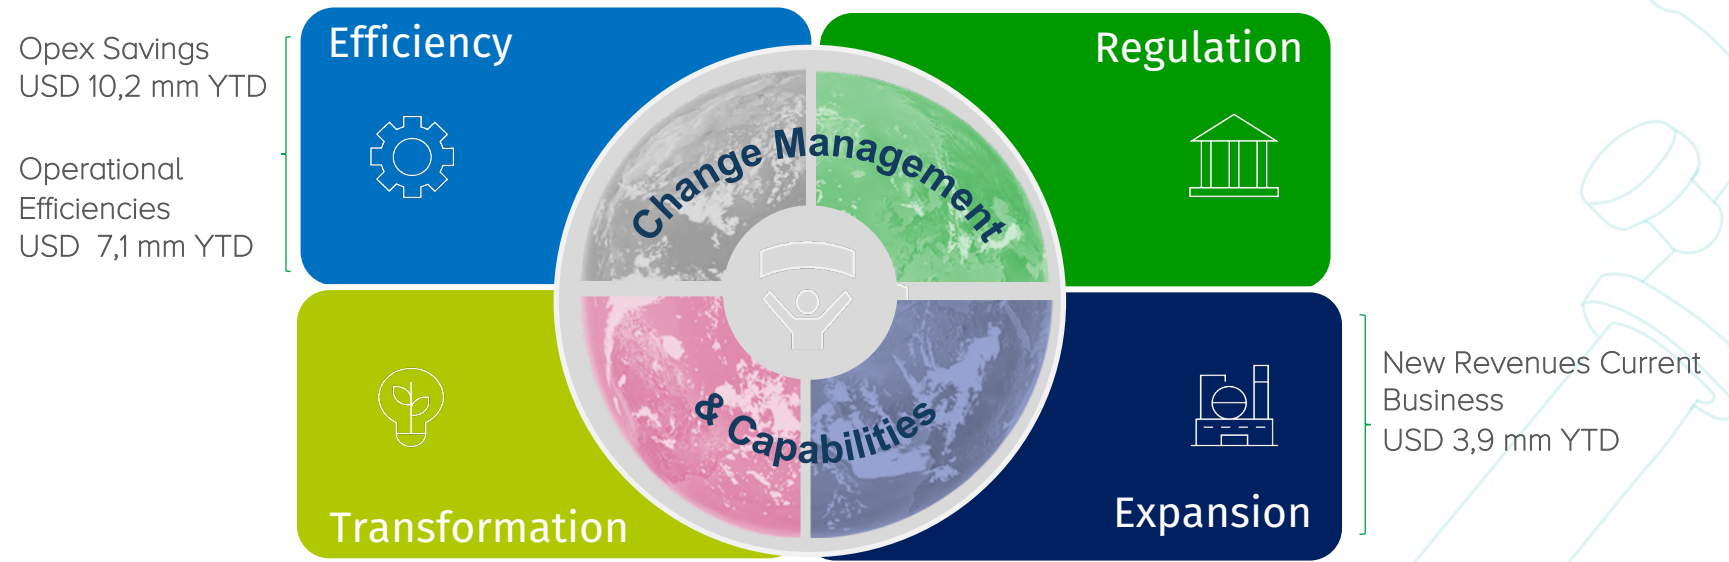 Opex Savings
USD 10,2 mm YTD
Operational
Efficiencies
USD 7,1 mm YTD
Efficiency
Regulation
Change Management
& Capabilities
Transformation
Expansion
New Revenues Current
Business
USD 3,9 mm YTD